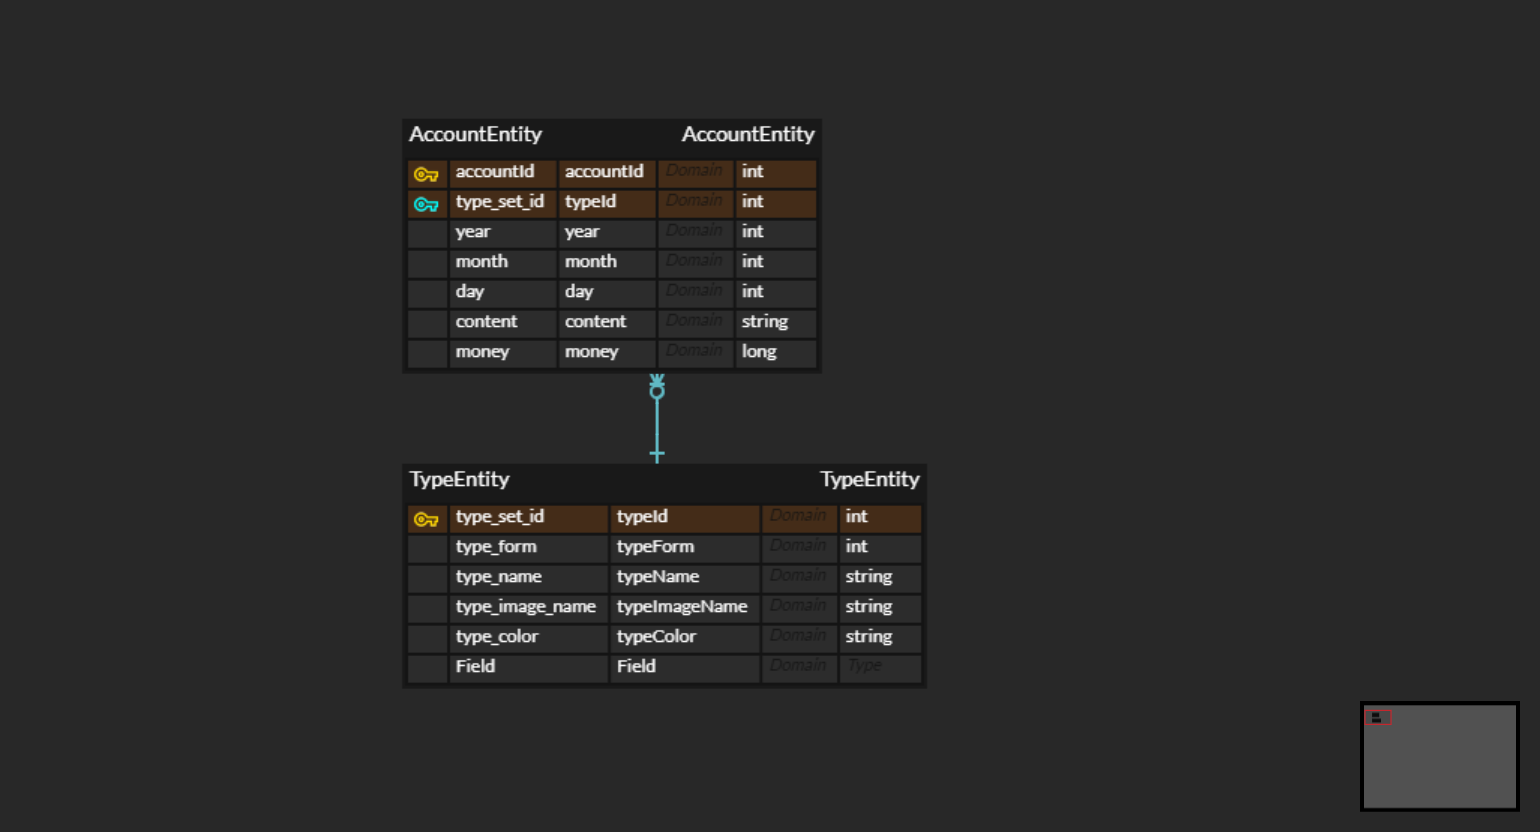 AccountEntity AccountEntity
accountId accountId Domain int
type_set_id typeId Domain int
year year Domain int
month month Domain int
day day Domain int
content content Domain string
money money Domain long
TypeEntity TypeEntity
type_set_id typeId Domain int
type_form typeForm Domain int
type_name typeName Domain string
type_image_name typeImageName Domain string
type_color typeColor Domain string
Field Field Domain Type